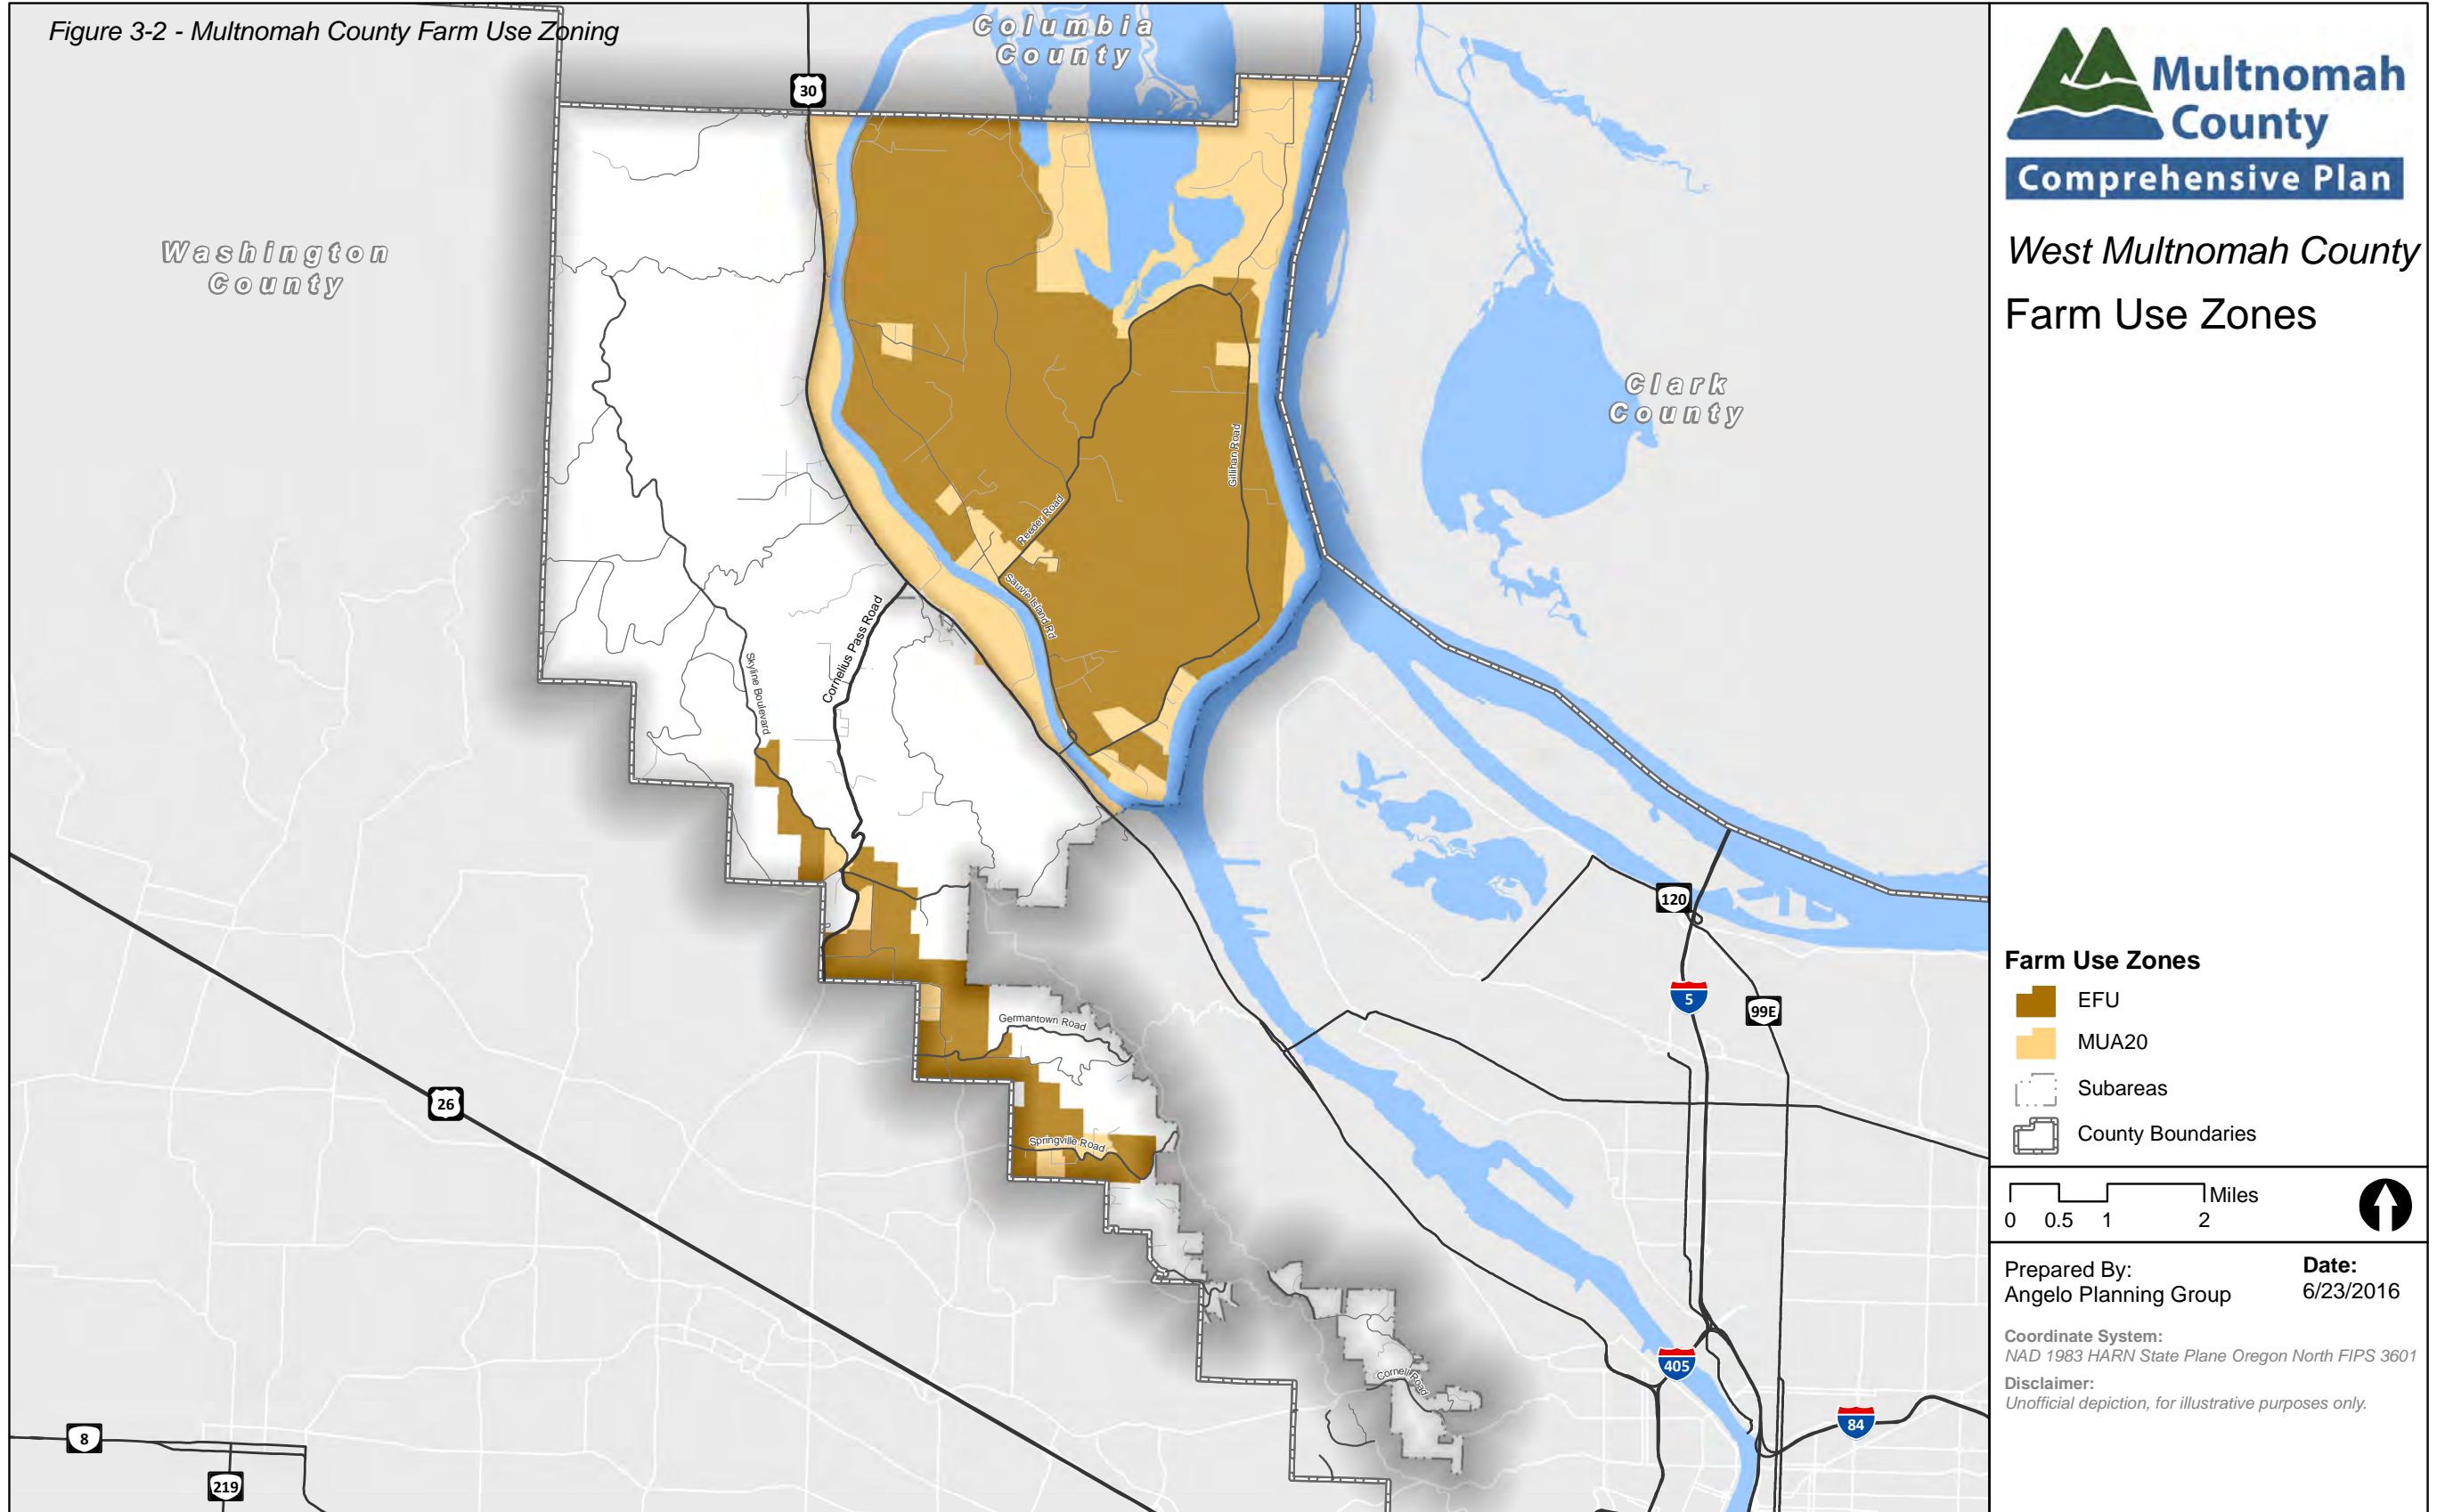 Figure 3-2 - Multnomah County Farm Use Zoning
Columbia
County
30
Washington
County
Clark
County
Gillihan Road
Reeder Road
Sauvie Island Rd
Cornelius Pass Road
Skyline Boulevard
120
5
99E
Germantown Road
26
Springville Road
405
Cornell Road
84
8
219
Multnomah
County
Comprehensive Plan
West Multnomah County
Farm Use Zones
Farm Use Zones
EFU
MUA20
Subareas
County Boundaries
Miles
0 0.5 1 2
Prepared By:
Angelo Planning Group
Date:
6/23/2016
Coordinate System:
NAD 1983 HARN State Plane Oregon North FIPS 3601
Disclaimer:
Unofficial depiction, for illustrative purposes only.